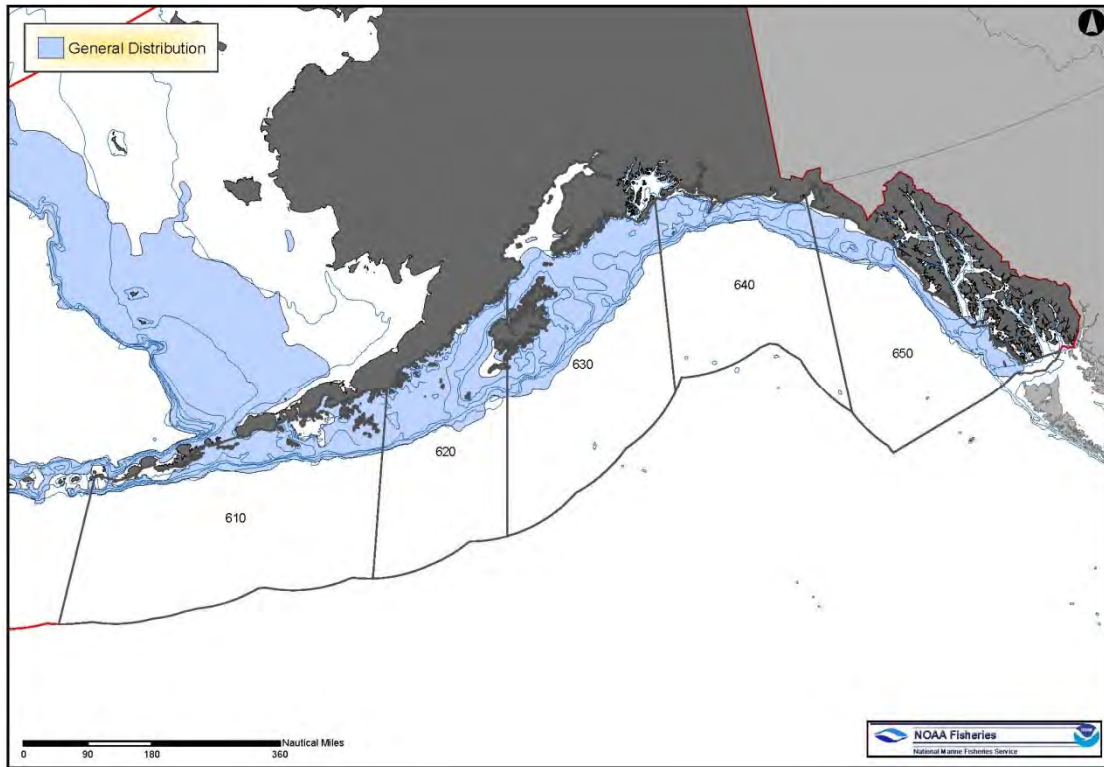 General Distribution
640
650
630
620
610
Nautical Miles
0 90 180 360
NOAA Fisheries
National Marine Fisheries Service